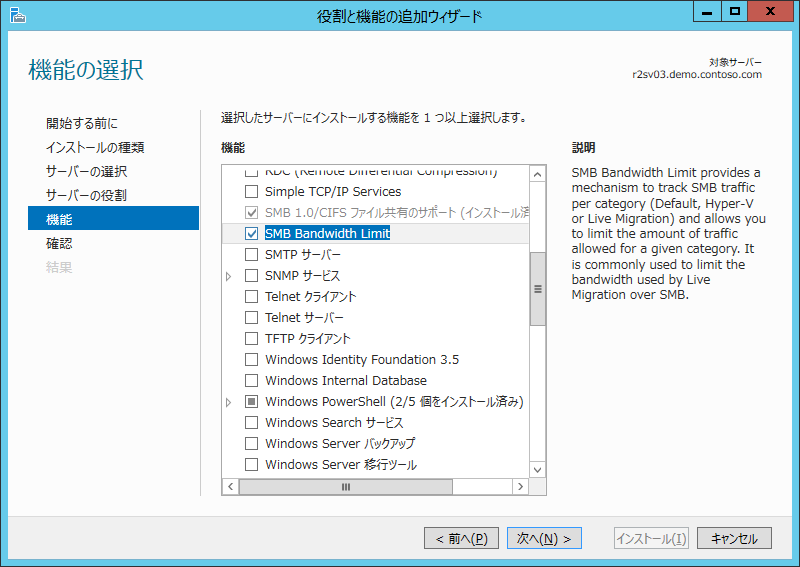 役割と機能の追加ウィザード
機能の選択
対象サーバー
r2sv03.demo.contoso.com
開始する前に
インストールの種類
サーバーの選択
サーバーの役割
機能
確認
結果
選択したサーバーにインストールする機能を 1 つ以上選択します。
機能
RDC (Remote Differential Compression)
Simple TCP/IP Services
SMB 1.0/CIFS ファイル共有のサポート (インストール済
SMB Bandwidth Limit
SMTP サーバー
SNMP サービス
Telnet クライアント
Telnet サーバー
TFTP クライアント
Windows Identity Foundation 3.5
Windows Internal Database
Windows PowerShell (2/5 個をインストール済み)
Windows Search サービス
Windows Server バックアップ
Windows Server 移行ツール
説明
SMB Bandwidth Limit provides a
mechanism to track SMB traffic
per category (Default, Hyper-V
or Live Migration) and allows you
to limit the amount of traffic
allowed for a given category. It
is commonly used to limit the
bandwidth used by Live
Migration over SMB.
< 前へ(P)
次へ(N) >
インストール(I)
キャンセル